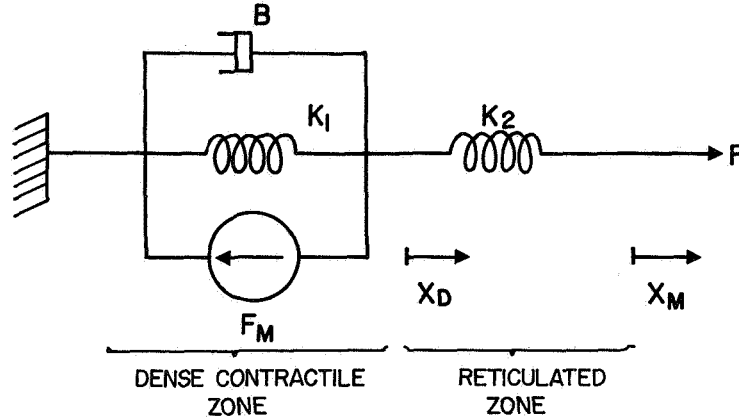 B
K1
K2
F
FM
XD
XM
DENSE CONTRACTILE
ZONE
RETICULATED
ZONE